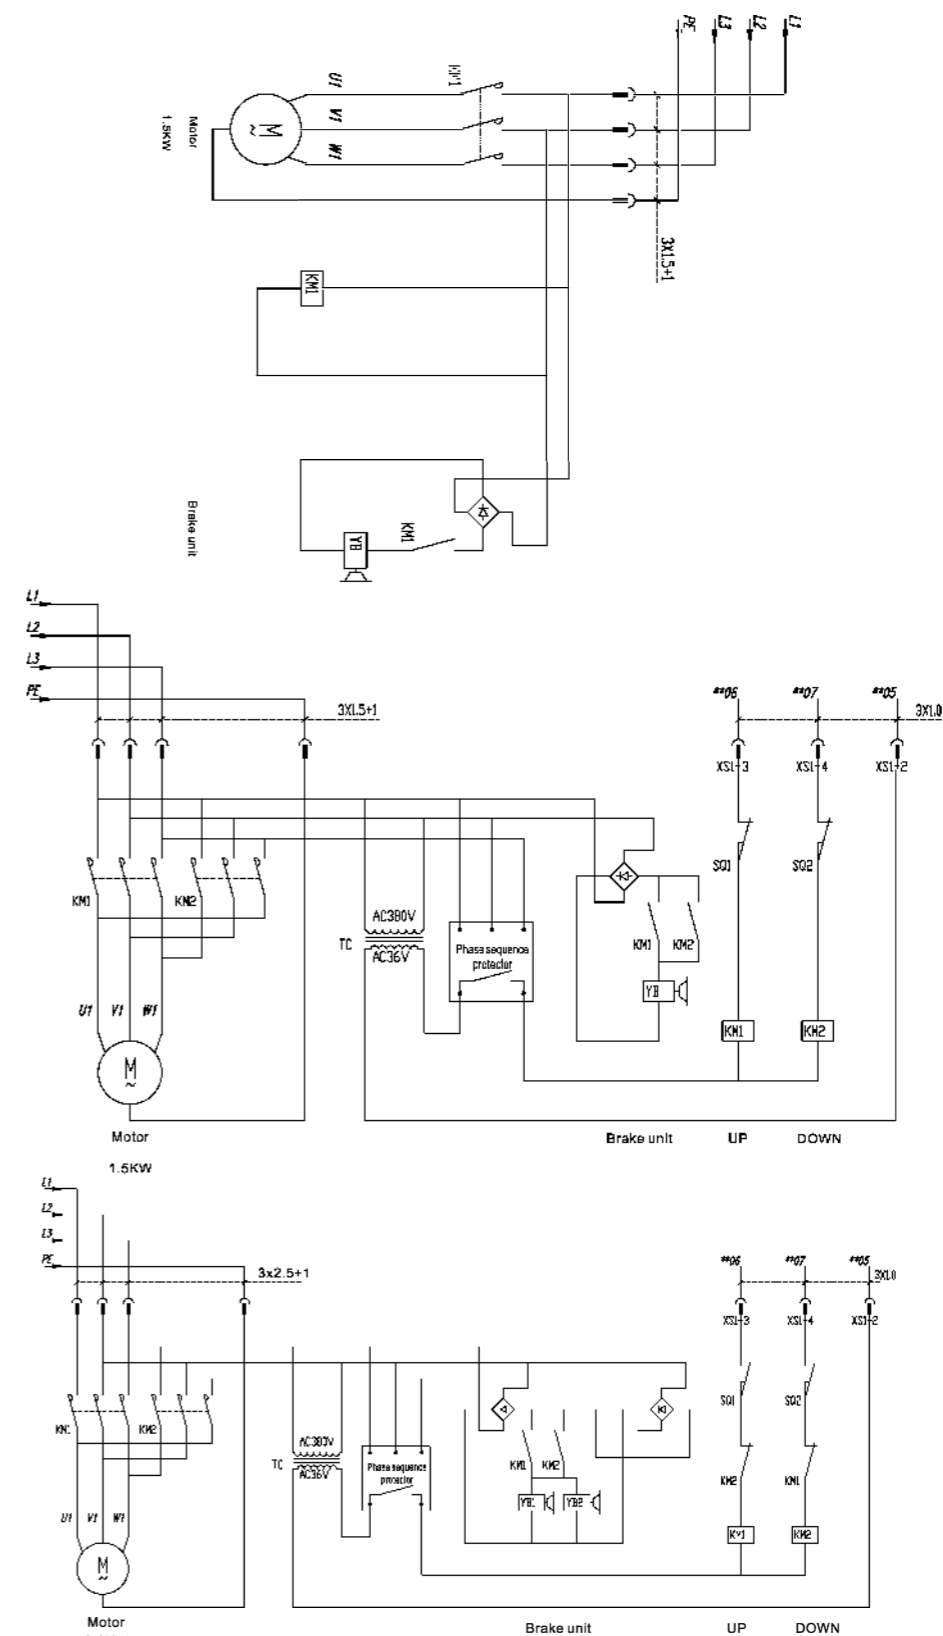 PE
L3
L2
L1
KM1
U1
V1
W1
M
~
Motor
1.5KW
3X1.5+1
KM1
Brake unit
KM1
YB
L1
L2
L3
PE
3X1.5+1
**06
**07
**05
3X1.0
XS1-3
XS1-4
XS1-2
SQ1
SQ2
KM1
KM2
AC380V
TC
AC36V
Phase sequence
protector
KM1
KM2
YB
U1
V1
W1
KM1
KM2
M
~
Motor
Brake unit
UP
DOWN
1.5KW
L1
L2
L3
PE
3x2.5+1
**06
**07
**05
3X1.0
XS1-3
XS1-4
XS1-2
SQ1
SQ2
KM1
KM2
AC380V
TC
AC36V
Phase sequence
protector
KM1
KM2
KM2
KM1
YB1
YB2
U1
V1
W1
KM2
M
~
Motor
Brake unit
UP
DOWN